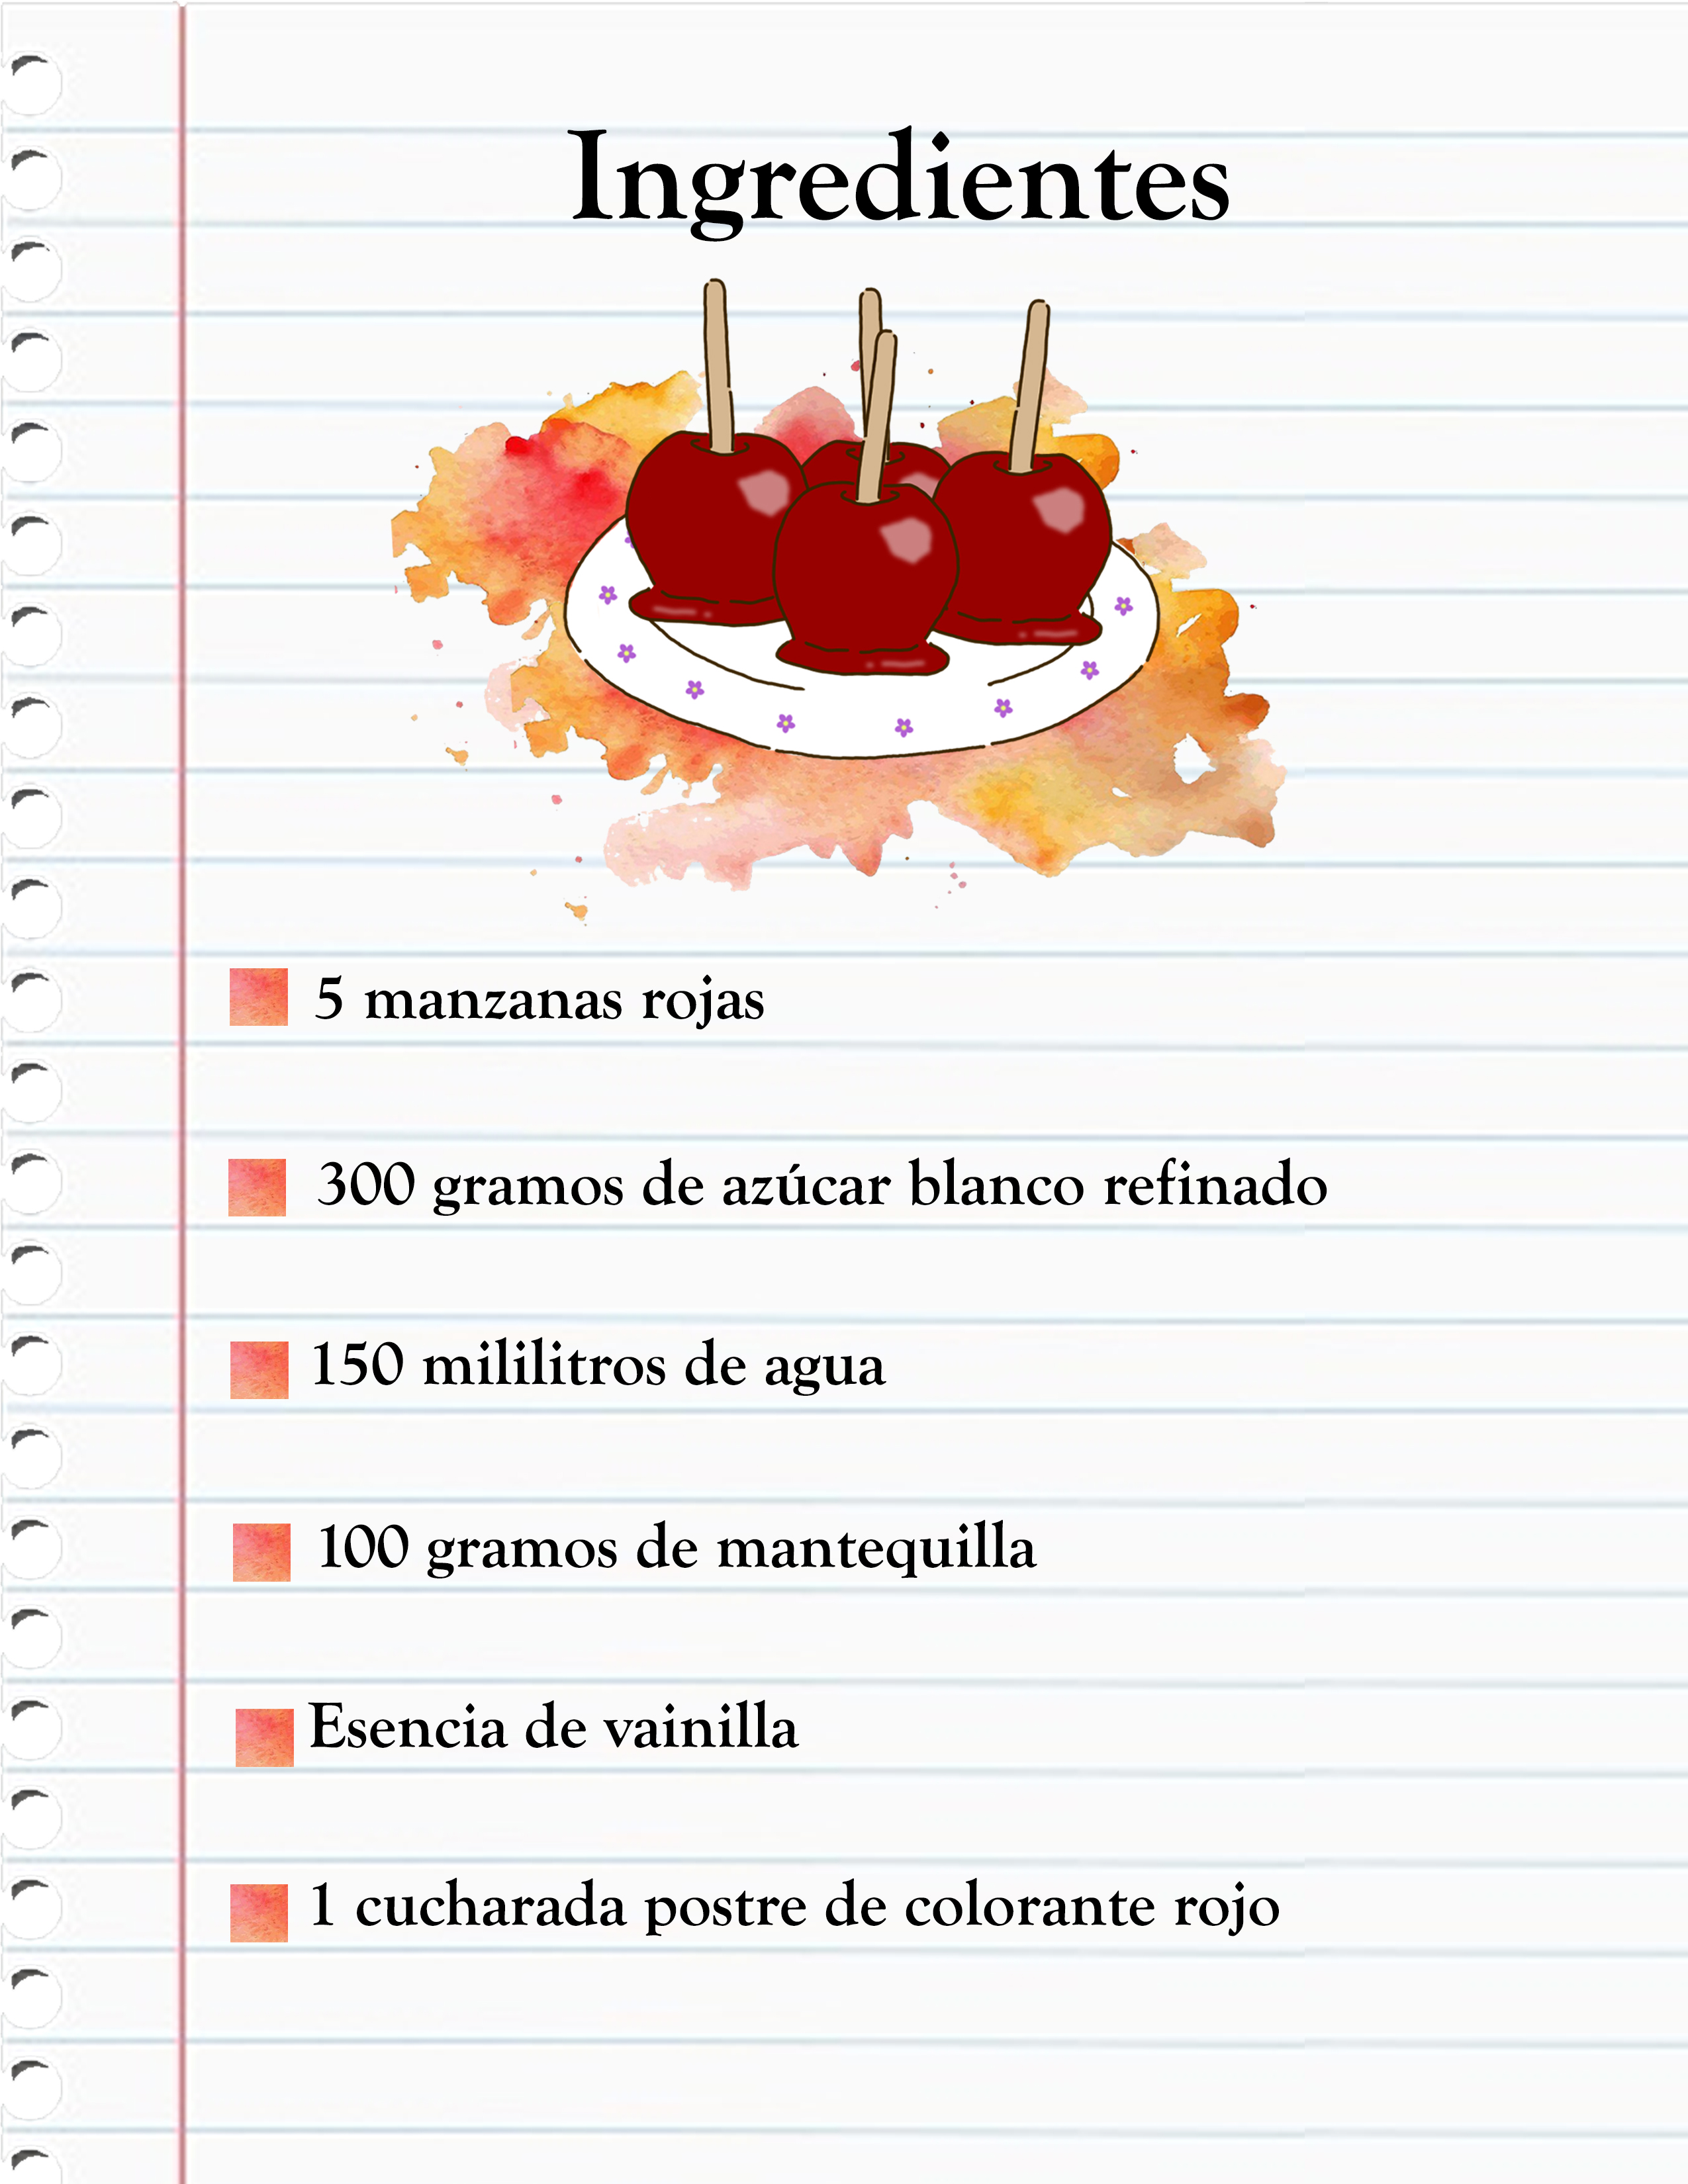 Ingredientes
5 manzanas rojas
300 gramos de azúcar blanco refinado
150 mililitros de agua
100 gramos de mantequilla
Esencia de vainilla
1 cucharada postre de colorante rojo